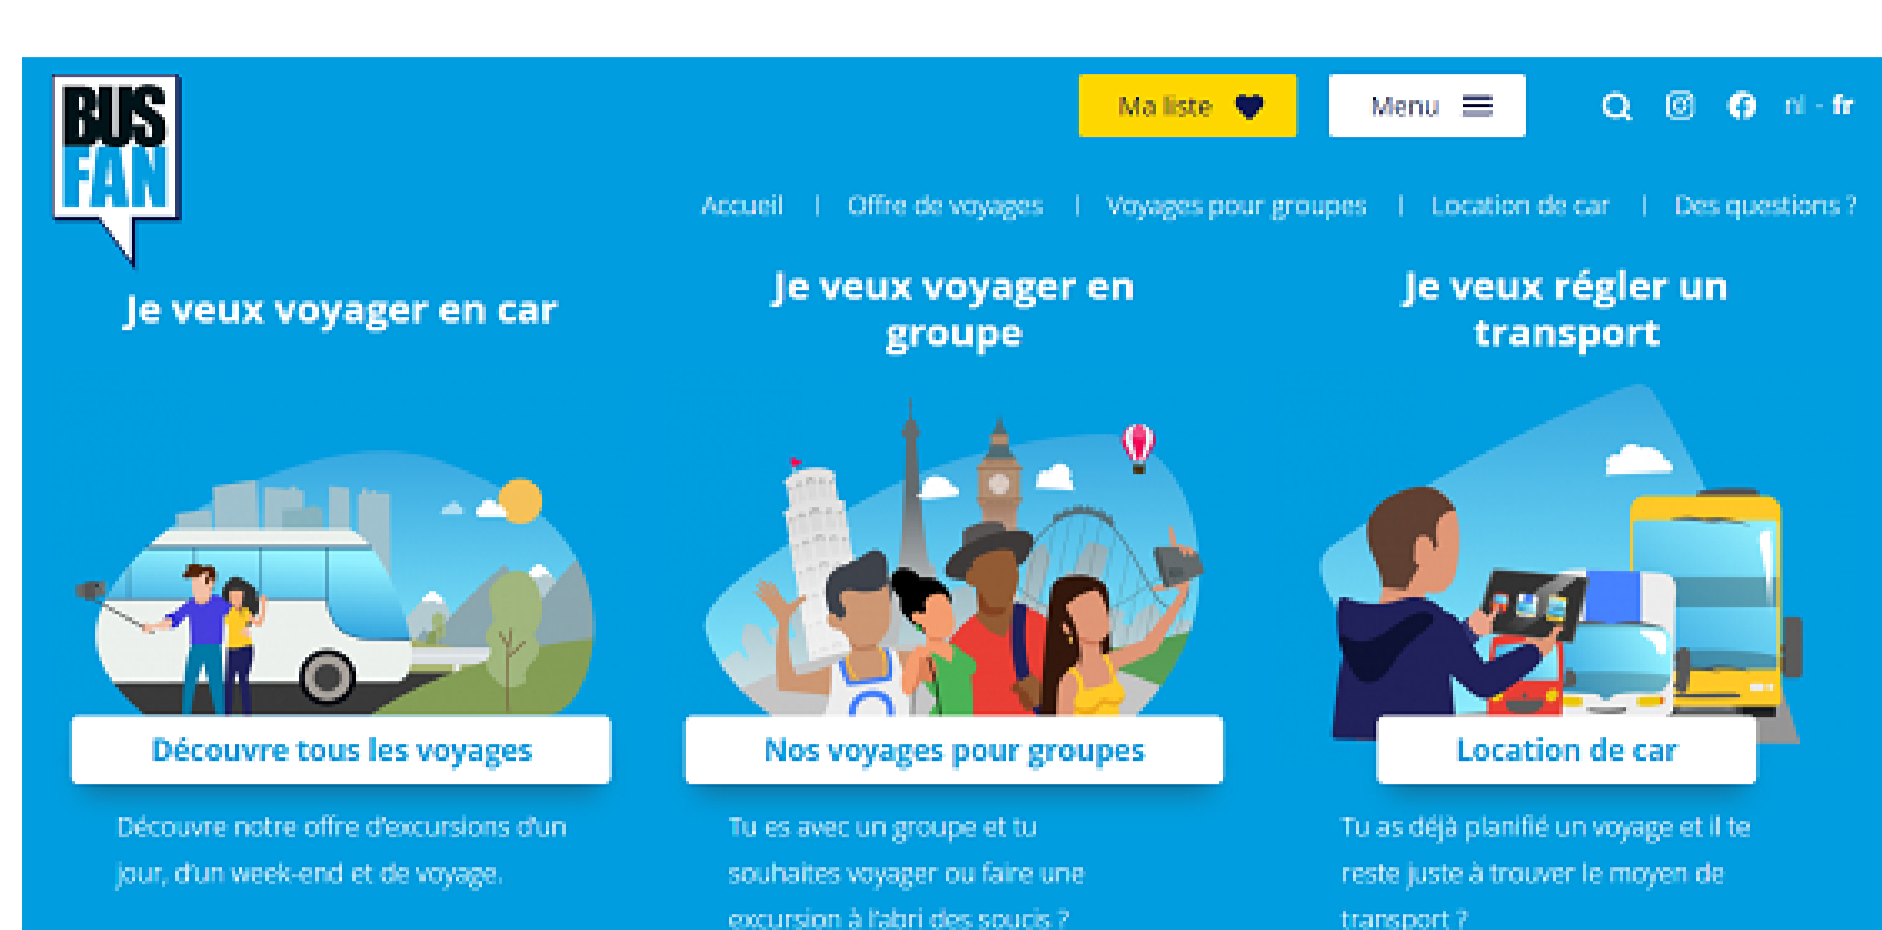 BUS
FAN
Ma liste
Menu
nl - fr
Accueil | Offre de voyages | Voyages pour groupes | Location de car | Des questions ?
Je veux voyager en car
Je veux voyager en
groupe
Je veux régler un
transport
Découvre tous les voyages
Nos voyages pour groupes
Location de car
Découvre notre offre d'excursions d'un
jour, d'un week-end et de voyage.
Tu es avec un groupe et tu
souhaites voyager ou faire une
excursion à l'abri des soucis ?
Tu as déjà planifié un voyage et il te
reste juste à trouver le moyen de
transport ?